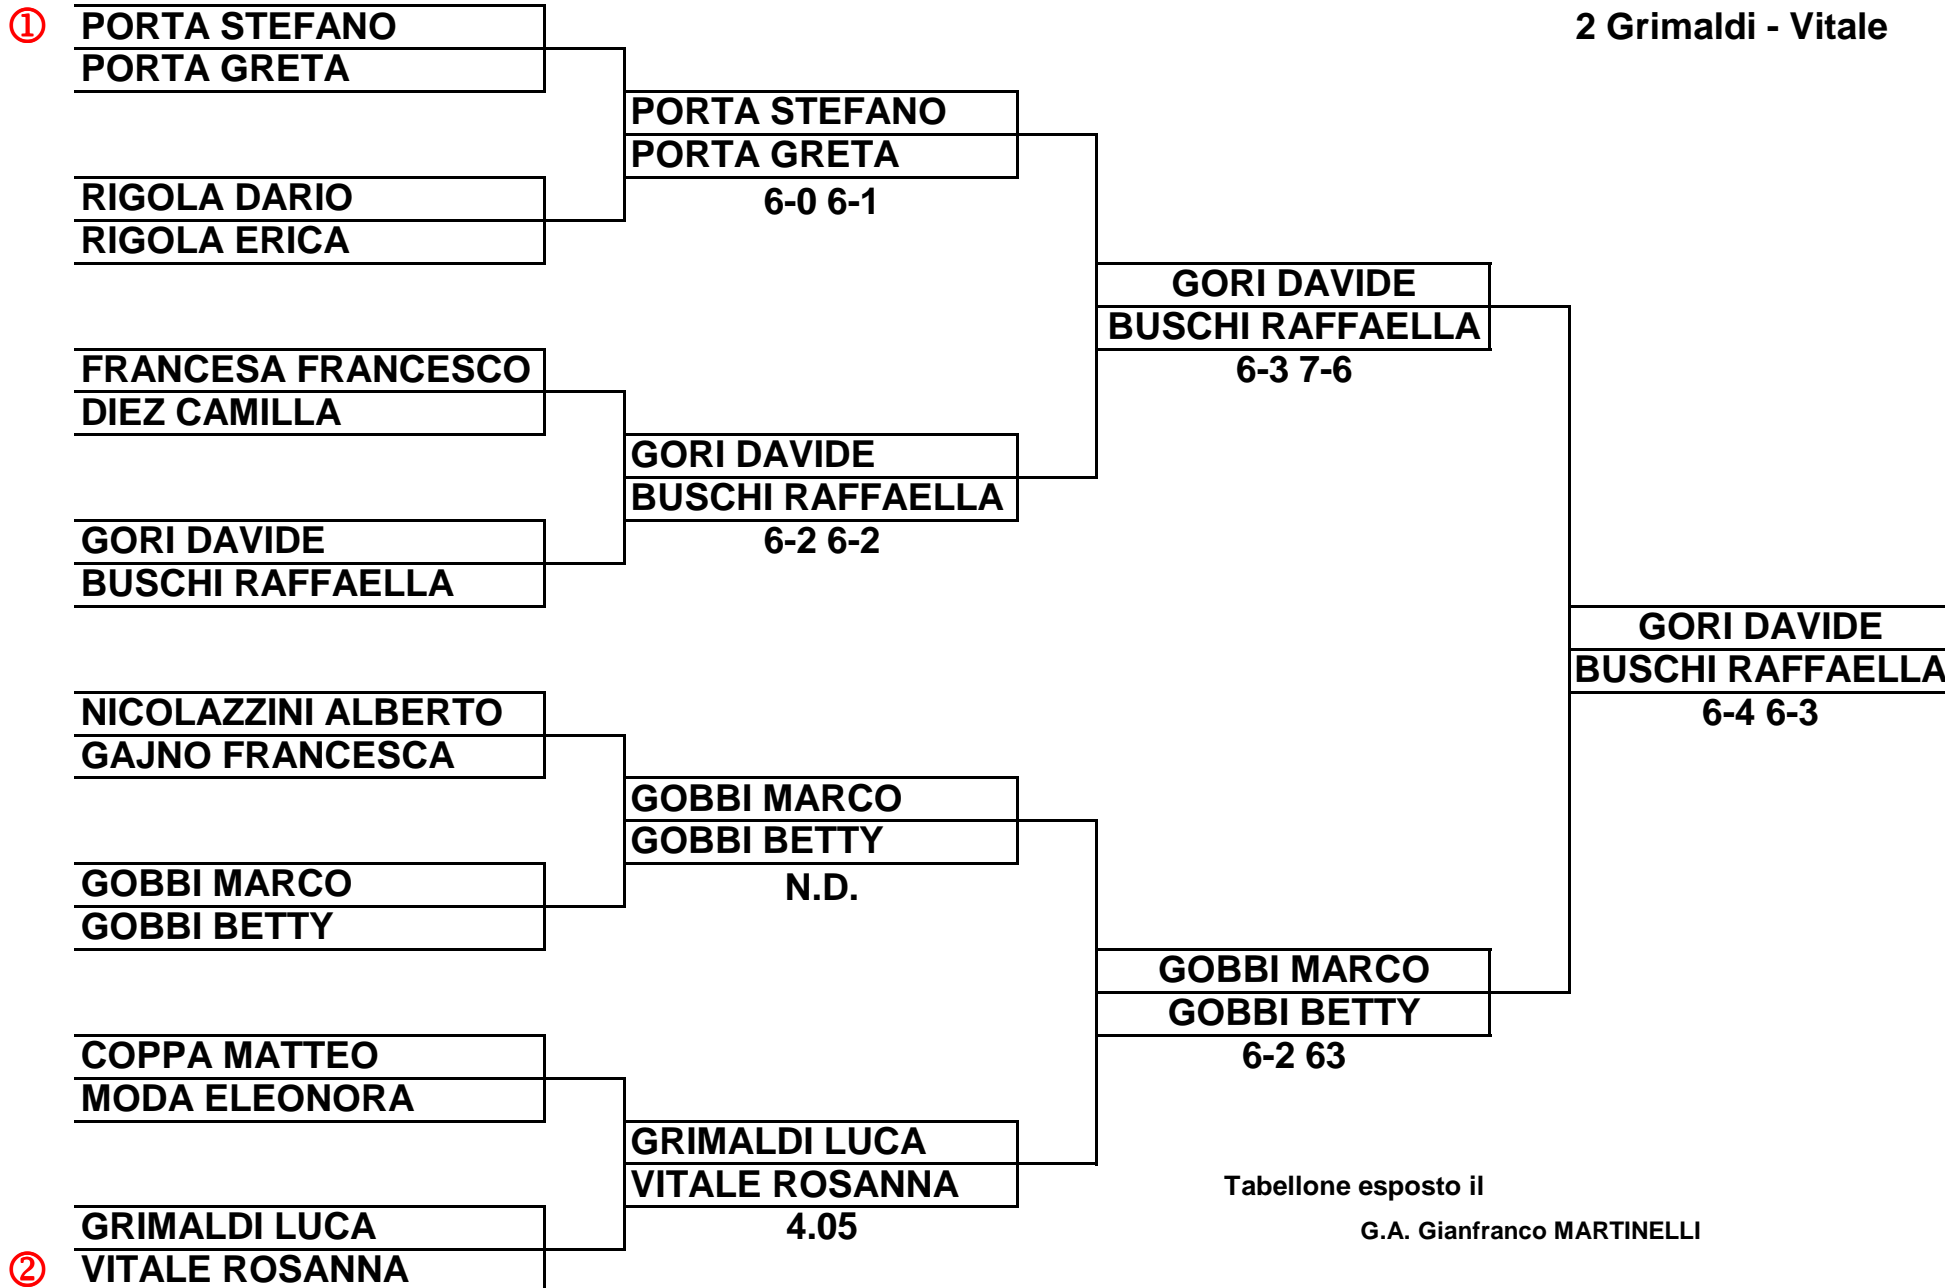 ① PORTA STEFANO
2 Grimaldi - Vitale
PORTA GRETA
PORTA STEFANO
PORTA GRETA
6-0 6-1
RIGOLA DARIO
RIGOLA ERICA
GORI DAVIDE
BUSCHI RAFFAELLA
6-3 7-6
FRANCESA FRANCESCO
DIEZ CAMILLA
GORI DAVIDE
BUSCHI RAFFAELLA
6-2 6-2
GORI DAVIDE
BUSCHI RAFFAELLA
GORI DAVIDE
BUSCHI RAFFAELLA
6-4 6-3
NICOLAZZINI ALBERTO
GAJNO FRANCESCA
GOBBI MARCO
GOBBI BETTY
N.D.
GOBBI MARCO
GOBBI BETTY
GOBBI MARCO
GOBBI BETTY
6-2 63
COPPA MATTEO
MODA ELEONORA
GRIMALDI LUCA
VITALE ROSANNA
4.05
Tabellone esposto il
G.A. Gianfranco MARTINELLI
GRIMALDI LUCA
② VITALE ROSANNA